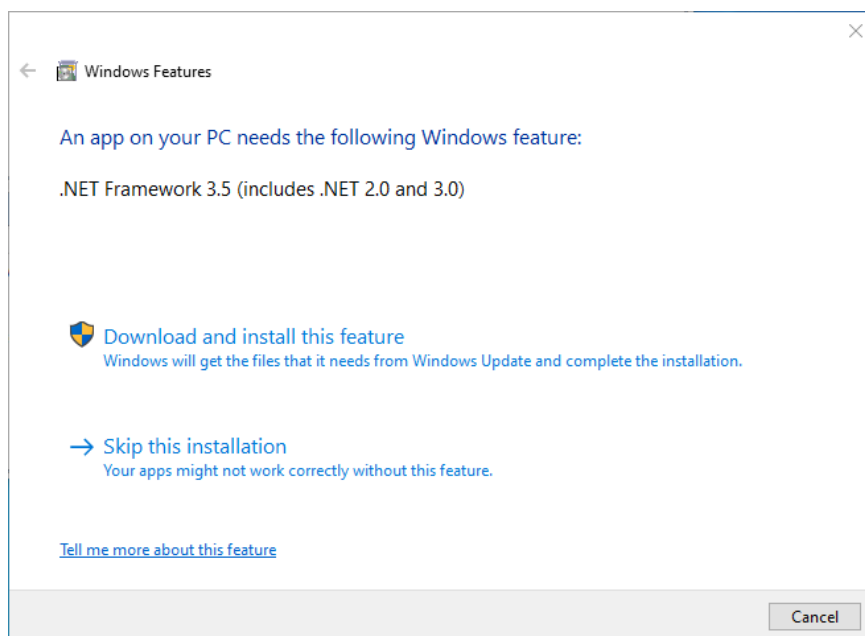 Windows Features
An app on your PC needs the following Windows feature:
.NET Framework 3.5 (includes .NET 2.0 and 3.0)
Download and install this feature
Windows will get the files that it needs from Windows Update and complete the installation.
Skip this installation
Your apps might not work correctly without this feature.
Tell me more about this feature
Cancel